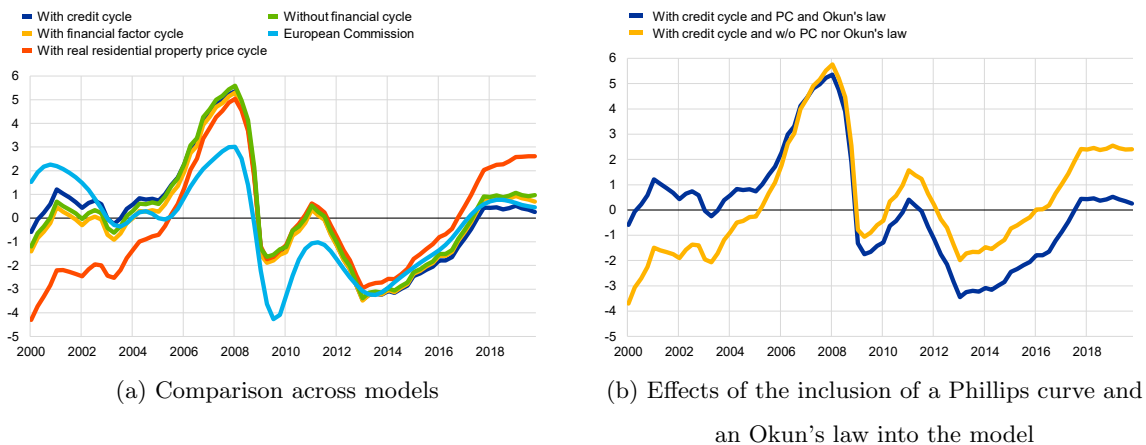 With credit cycle
Without financial cycle
With financial factor cycle
European Commission
With real residential property price cycle
6
5
4
3
2
1
0
-1
-2
-3
-4
-5
2000 2002 2004 2006 2008 2010 2012 2014 2016 2018
(a) Comparison across models
With credit cycle and PC and Okun's law
With credit cycle and w/o PC nor Okun's law
6
5
4
3
2
1
0
-1
-2
-3
-4
-5
2000 2002 2004 2006 2008 2010 2012 2014 2016 2018
(b) Effects of the inclusion of a Phillips curve and
an Okun's law into the model